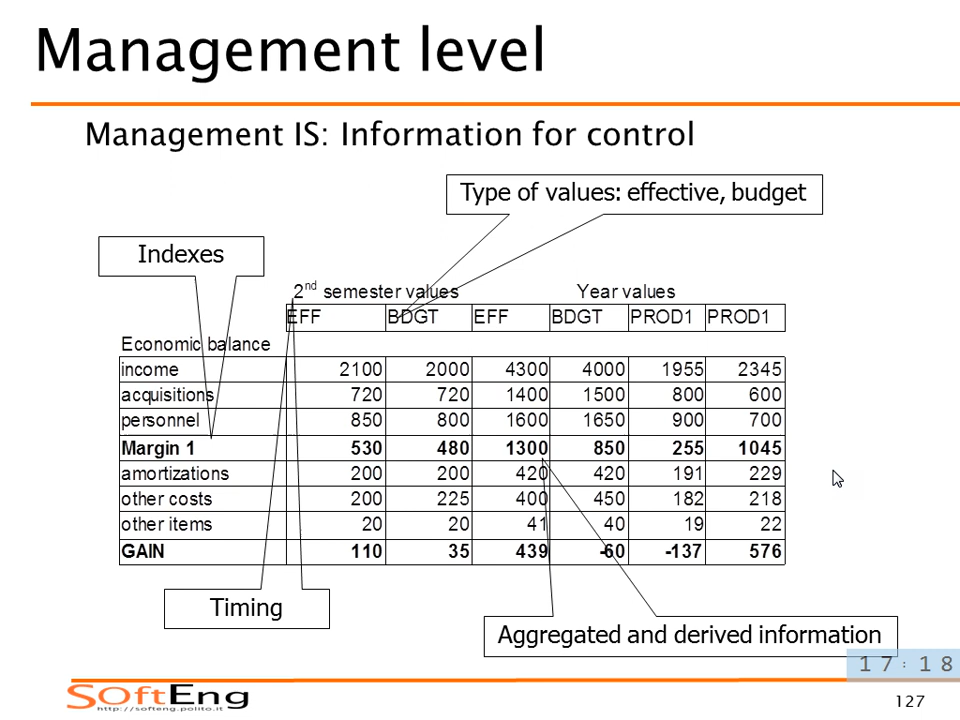 Management level
Management IS: Information for control
Type of values: effective, budget
Indexes
2nd semester values Year values
EFF BDGT EFF BDGT PROD1 PROD1
Economic balance
income 2100 2000 4300 4000 1955 2345
acquisitions 720 720 1400 1500 800 600
personnel 850 800 1600 1650 900 700
Margin 1 530 480 1300 850 255 1045
amortizations 200 200 420 420 191 229
other costs 200 225 400 450 182 218
other items 20 20 41 40 19 22
GAIN 110 35 439 -60 -137 576
Timing
Aggregated and derived information
17:18
SOftEng
http://softeng.polito.it
127